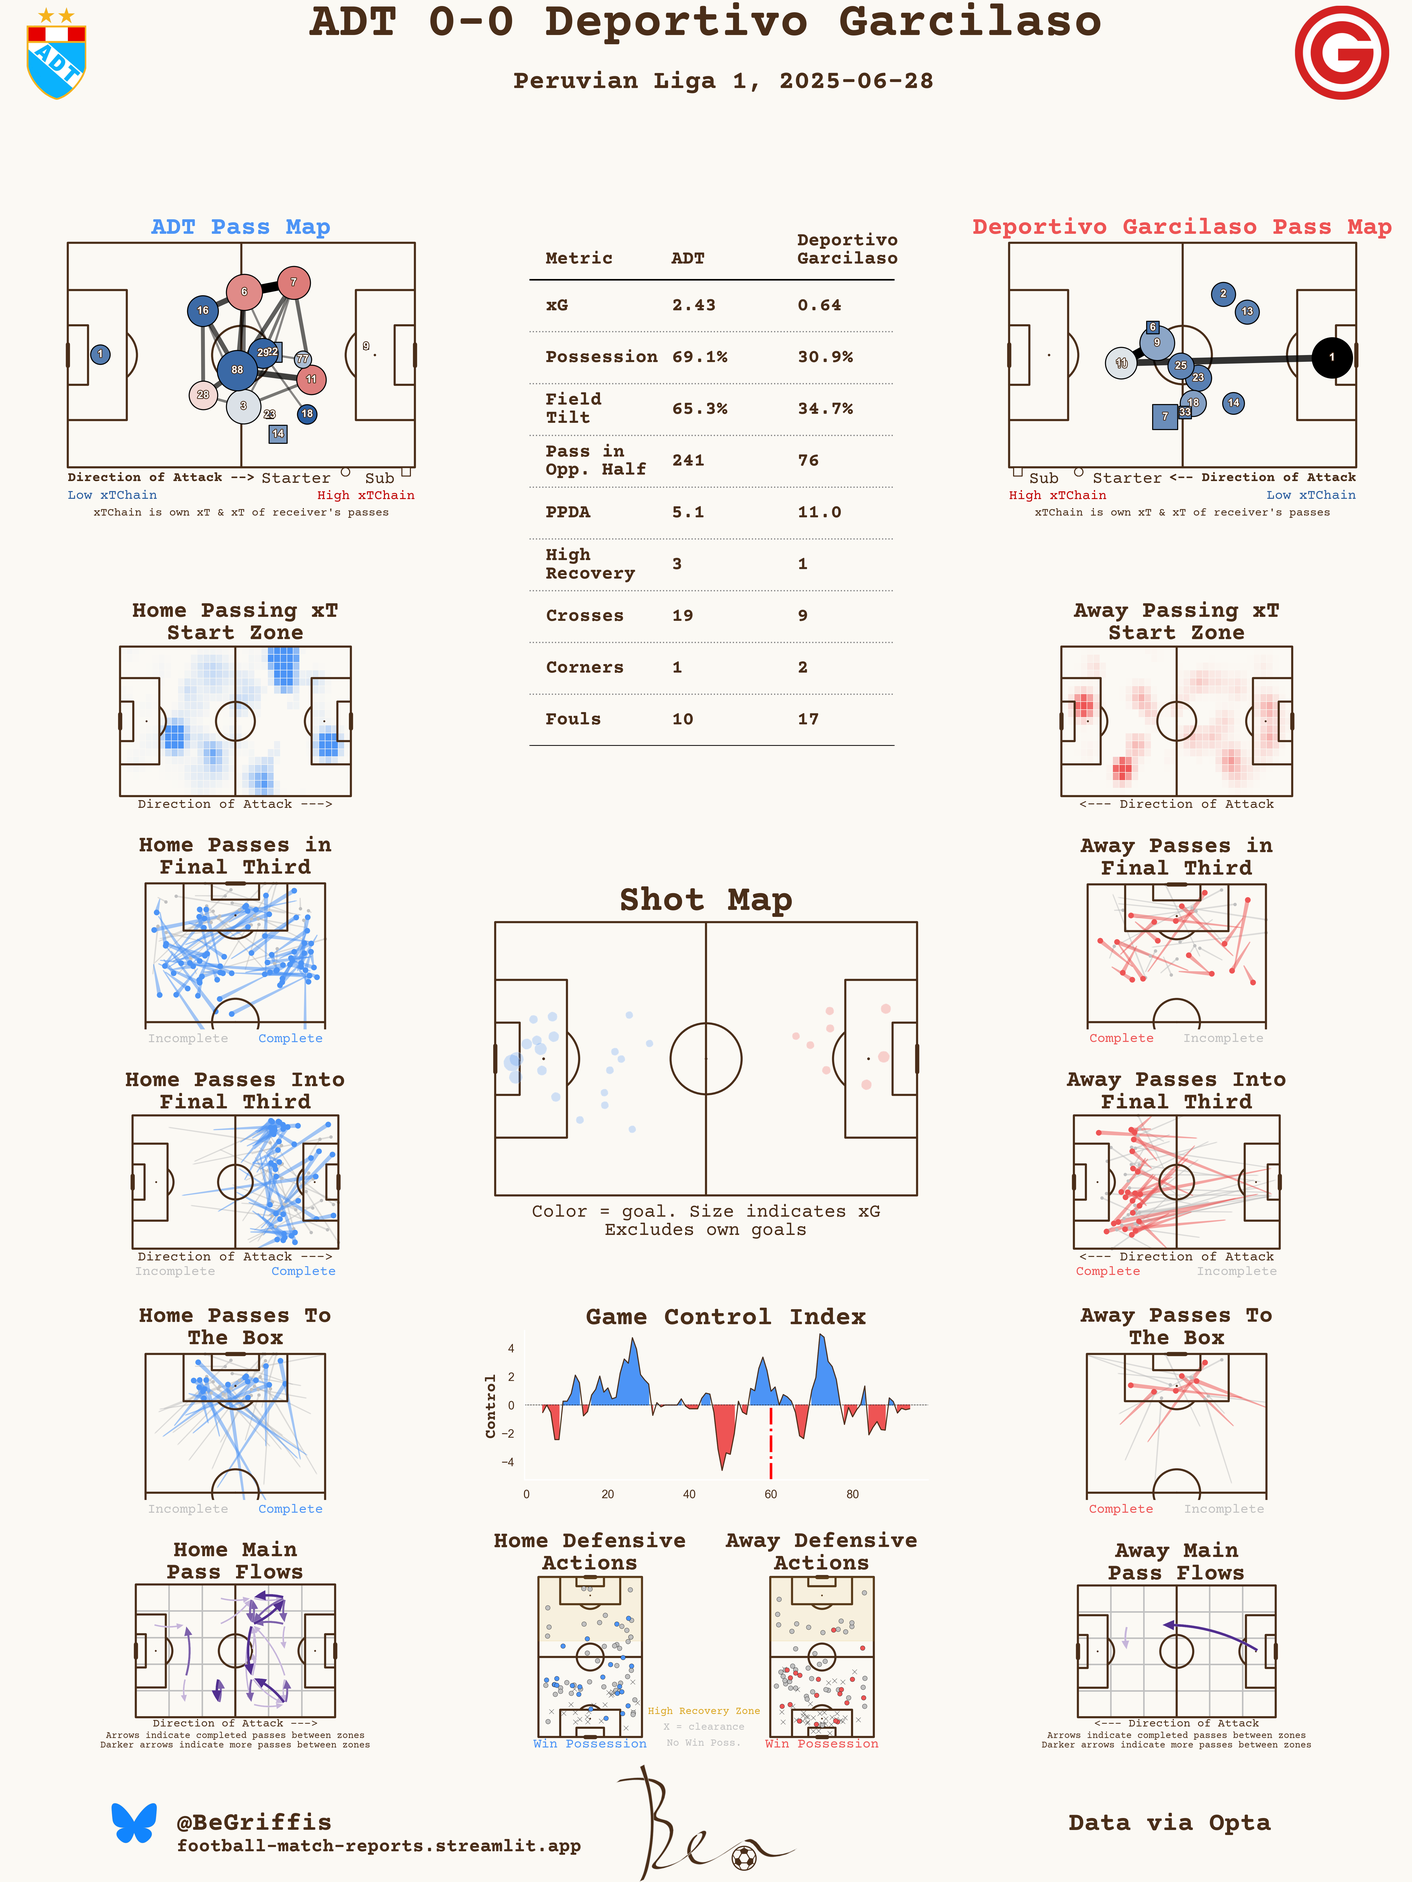 ADT 0-0 Deportivo Garcilaso
Peruvian Liga 1, 2025-06-28
ADT
G
ADT Pass Map
1
16
6
7
29
22
77
88
11
28
3
23
18
14
9
Direction of Attack --> Starter Sub
Low xTChain High xTChain
xTChain is own xT & xT of receiver's passes
Metric ADT Deportivo
Garcilaso
xG 2.43 0.64
Possession 69.1% 30.9%
Field
Tilt 65.3% 34.7%
Pass in
Opp. Half 241 76
PPDA 5.1 11.0
High
Recovery 3 1
Crosses 19 9
Corners 1 2
Fouls 10 17
Deportivo Garcilaso Pass Map
2
13
6
9
25
23
1
18
14
7
33
Sub Starter <-- Direction of Attack
High xTChain Low xTChain
xTChain is own xT & xT of receiver's passes
Home Passing xT
Start Zone
Direction of Attack --->
Away Passing xT
Start Zone
<--- Direction of Attack
Home Passes in
Final Third
Incomplete Complete
Away Passes in
Final Third
Complete Incomplete
Shot Map
Color = goal. Size indicates xG
Excludes own goals
Home Passes Into
Final Third
Direction of Attack --->
Incomplete Complete
Away Passes Into
Final Third
<--- Direction of Attack
Complete Incomplete
Home Passes To
The Box
Incomplete Complete
Game Control Index
Control
4
2
0
−2
−4
0 20 40 60 80
Away Passes To
The Box
Complete Incomplete
Home Main
Pass Flows
Direction of Attack --->
Arrows indicate completed passes between zones
Darker arrows indicate more passes between zones
Home Defensive
Actions
Win Possession
Away Defensive
Actions
Win Possession
High Recovery Zone
X = clearance
No Win Poss.
Away Main
Pass Flows
<--- Direction of Attack
Arrows indicate completed passes between zones
Darker arrows indicate more passes between zones
@BeGriffis
football-match-reports.streamlit.app
Ben
Data via Opta